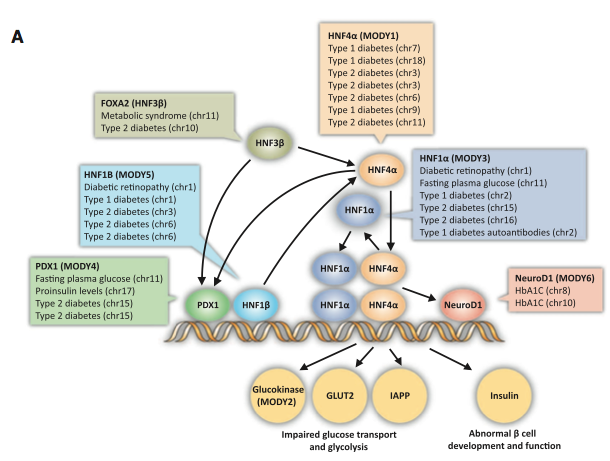 A
HNF4α (MODY1)
Type 1 diabetes (chr7)
Type 1 diabetes (chr18)
Type 2 diabetes (chr3)
Type 2 diabetes (chr3)
Type 2 diabetes (chr6)
Type 1 diabetes (chr9)
Type 2 diabetes (chr11)
FOXA2 (HNF3β)
Metabolic syndrome (chr11)
Type 2 diabetes (chr10)
HNF3β
HNF4α
HNF1α (MODY3)
Diabetic retinopathy (chr1)
Fasting plasma glucose (chr11)
Type 1 diabetes (chr2)
Type 2 diabetes (chr15)
Type 2 diabetes (chr16)
Type 1 diabetes autoantibodies (chr2)
HNF1B (MODY5)
Diabetic retinopathy (chr1)
Type 1 diabetes (chr1)
Type 2 diabetes (chr3)
Type 2 diabetes (chr6)
Type 2 diabetes (chr6)
HNF1α
PDX1 (MODY4)
Fasting plasma glucose (chr11)
Proinsulin levels (chr17)
Type 2 diabetes (chr15)
Type 2 diabetes (chr15)
HNF1α
HNF4α
NeuroD1 (MODY6)
HbA1C (chr8)
HbA1C (chr10)
PDX1
HNF1β
HNF1α
HNF4α
NeuroD1
Glucokinase
(MODY2)
GLUT2
IAPP
Insulin
Impaired glucose transport
and glycolysis
Abnormal β cell
development and function